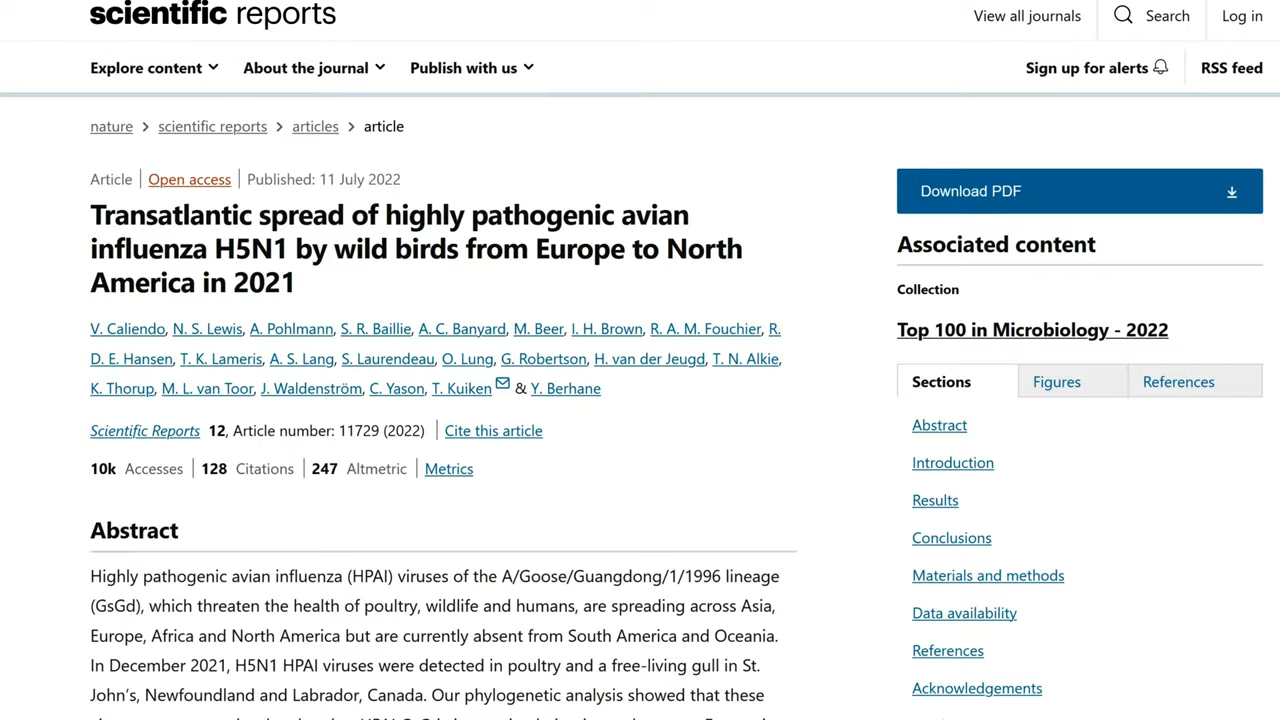 scientific reports
View all journals
Search
Log in
Explore content
About the journal
Publish with us
Sign up for alerts
RSS feed
nature > scientific reports > articles > article
Article | Open access | Published: 11 July 2022
Transatlantic spread of highly pathogenic avian
influenza H5N1 by wild birds from Europe to North
America in 2021
V. Caliendo, N. S. Lewis, A. Pohlmann, S. R. Baillie, A. C. Banyard, M. Beer, I. H. Brown, R. A. M. Fouchier, R.
D. E. Hansen, T. K. Lameris, A. S. Lang, S. Laurendeau, O. Lung, G. Robertson, H. van der Jeugd, T. N. Alkie,
K. Thorup, M. L. van Toor, J. Waldenström, C. Yason, T. Kuiken & Y. Berhane
Scientific Reports 12, Article number: 11729 (2022) | Cite this article
10k Accesses | 128 Citations | 247 Altmetric | Metrics
Abstract
Highly pathogenic avian influenza (HPAI) viruses of the A/Goose/Guangdong/1/1996 lineage
(GsGd), which threaten the health of poultry, wildlife and humans, are spreading across Asia,
Europe, Africa and North America but are currently absent from South America and Oceania.
In December 2021, H5N1 HPAI viruses were detected in poultry and a free-living gull in St.
John's, Newfoundland and Labrador, Canada. Our phylogenetic analysis showed that these
Download PDF
Associated content
Collection
Top 100 in Microbiology - 2022
Sections
Figures
References
Abstract
Introduction
Results
Conclusions
Materials and methods
Data availability
References
Acknowledgements